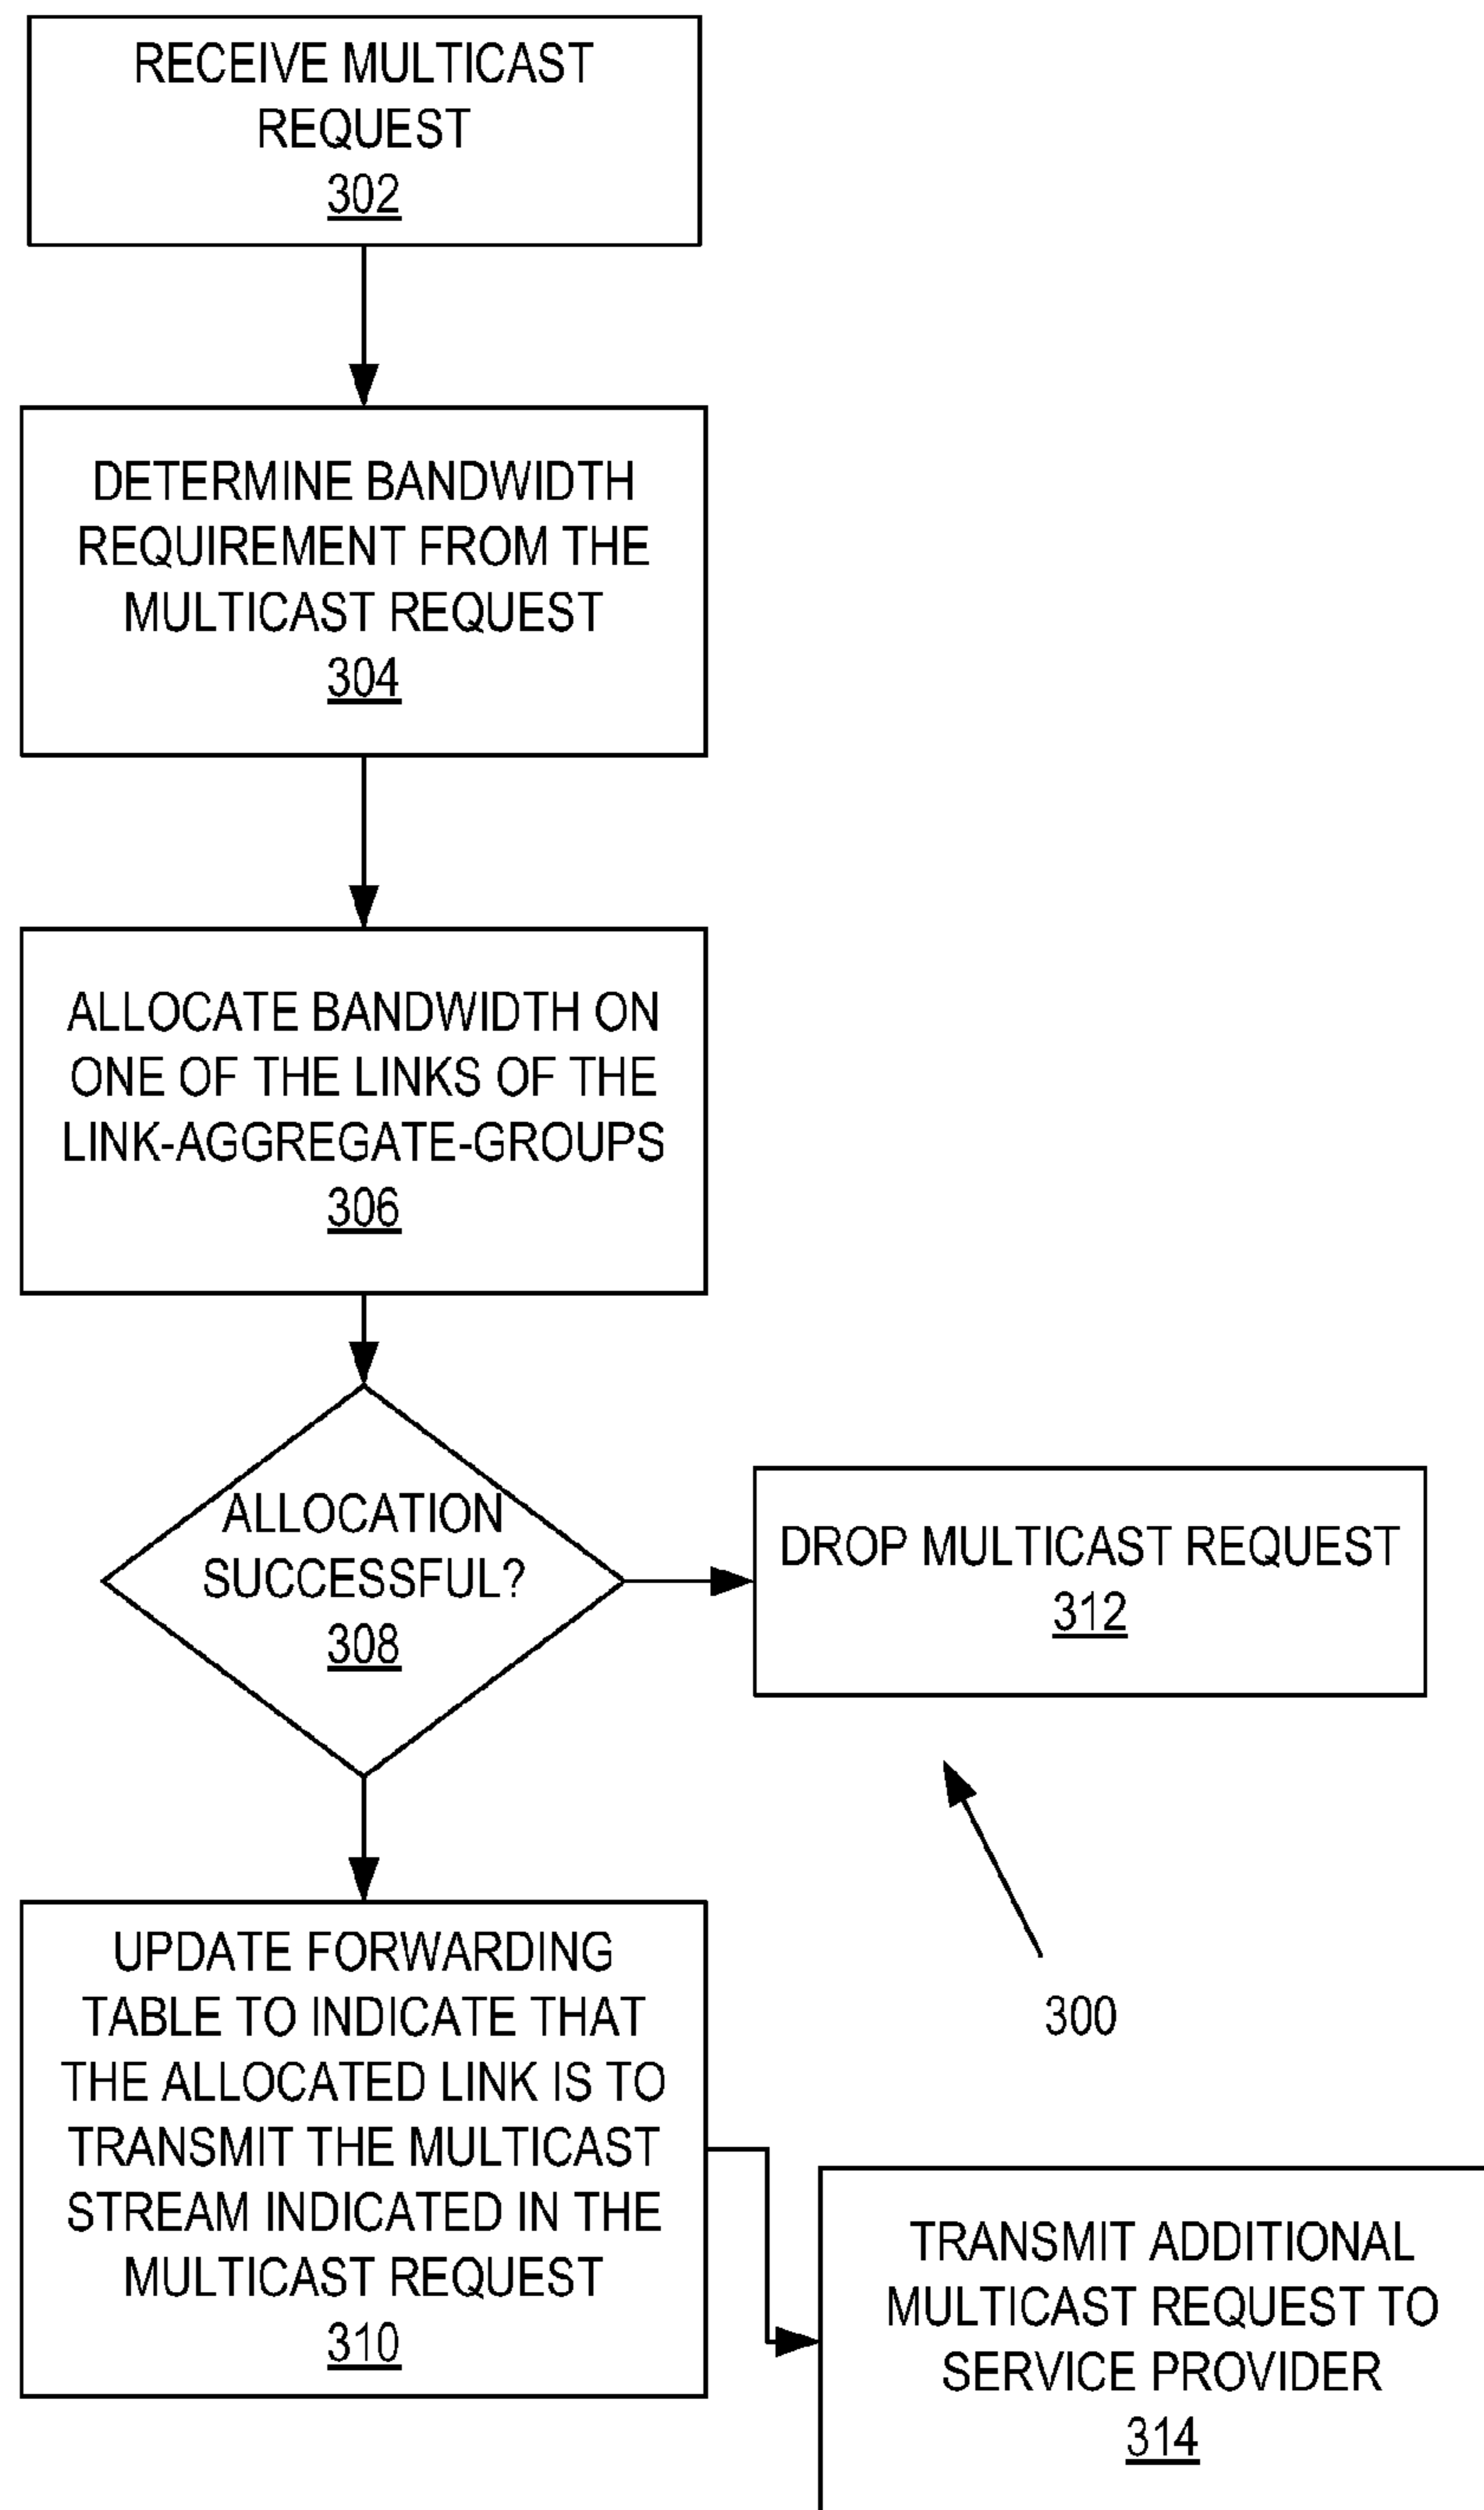 RECEIVE MULTICAST
REQUEST
302
DETERMINE BANDWIDTH
REQUIREMENT FROM THE
MULTICAST REQUEST
304
ALLOCATE BANDWIDTH ON
ONE OF THE LINKS OF THE
LINK-AGGREGATE-GROUPS
306
ALLOCATION
SUCCESSFUL?
308
DROP MULTICAST REQUEST
312
300
UPDATE FORWARDING
TABLE TO INDICATE THAT
THE ALLOCATED LINK IS TO
TRANSMIT THE MULTICAST
STREAM INDICATED IN THE
MULTICAST REQUEST
310
TRANSMIT ADDITIONAL
MULTICAST REQUEST TO
SERVICE PROVIDER
314